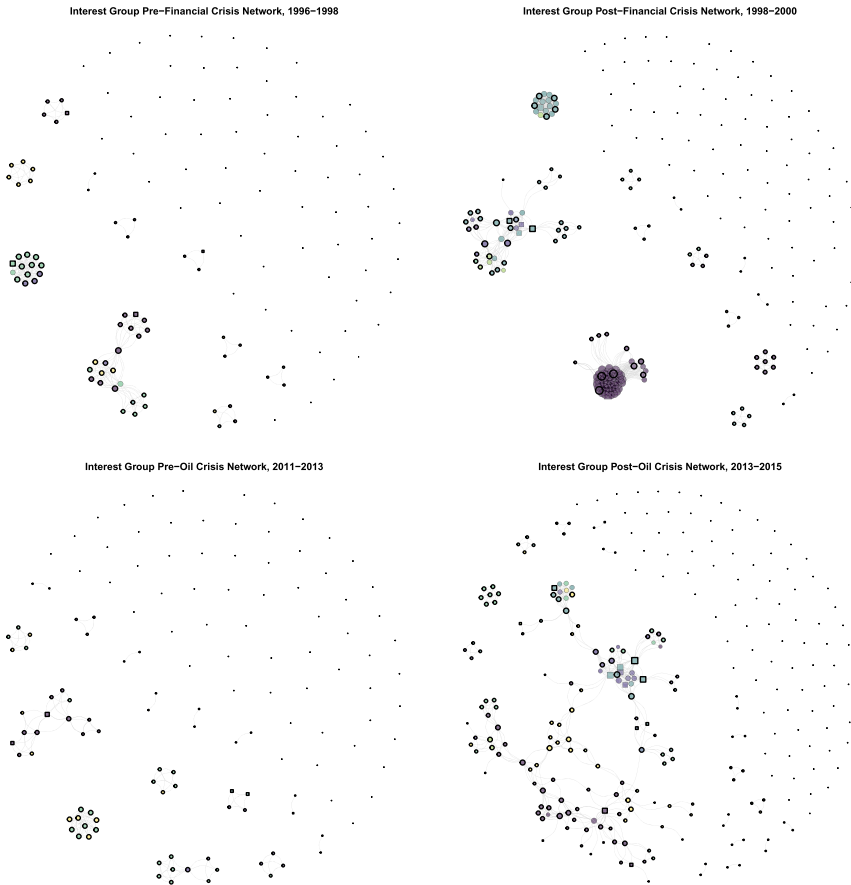 Interest Group Pre−Financial Crisis Network, 1996−1998
Interest Group Post−Financial Crisis Network, 1998−2000
Interest Group Pre−Oil Crisis Network, 2011−2013
Interest Group Post−Oil Crisis Network, 2013−2015